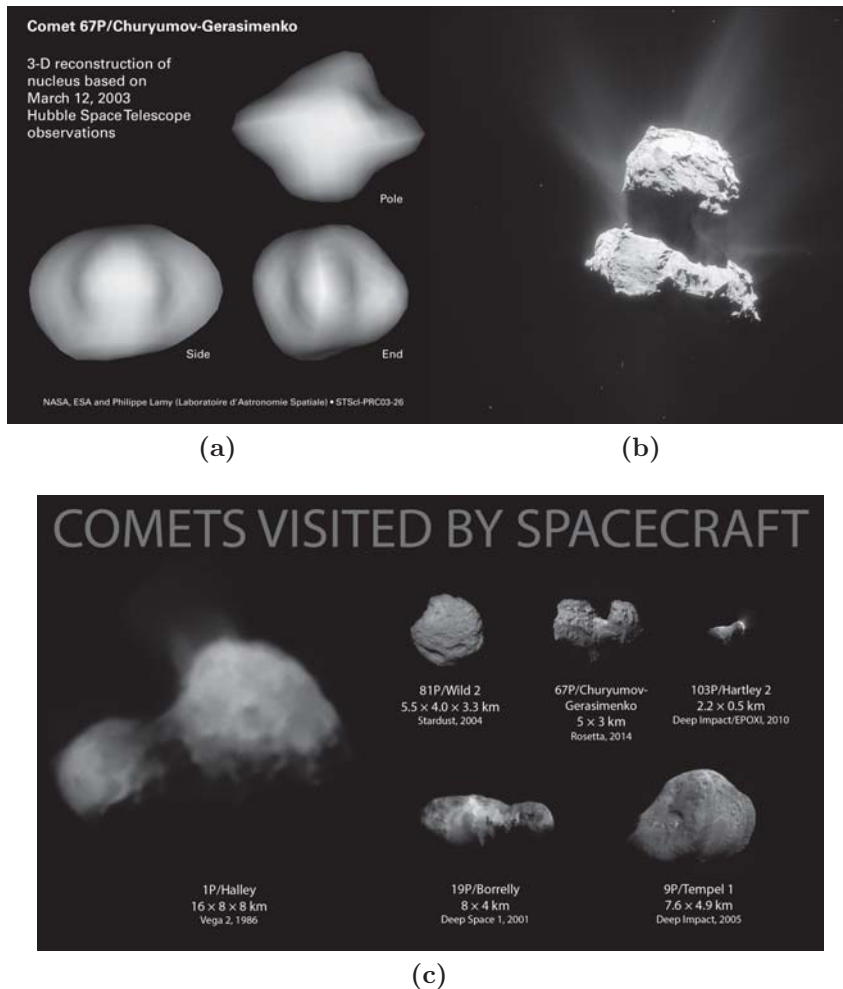 Comet 67P/Churyumov-Gerasimenko
3-D reconstruction of
nucleus based on
March 12, 2003
Hubble Space Telescope
observations
Pole
Side
End
NASA, ESA and Philippe Lamy (Laboratoire d'Astronomie Spatiale) • STScI-PRC03-26
(a)
(b)
COMETS VISITED BY SPACECRAFT
81P/Wild 2
5.5 × 4.0 × 3.3 km
Stardust, 2004
67P/Churyumov-
Gerasimenko
5 × 3 km
Rosetta, 2014
103P/Hartley 2
2.2 × 0.5 km
Deep Impact/EPOXI, 2010
1P/Halley
16 × 8 × 8 km
Vega 2, 1986
19P/Borrelly
8 × 4 km
Deep Space 1, 2001
9P/Tempel 1
7.6 × 4.9 km
Deep Impact, 2005
(c)